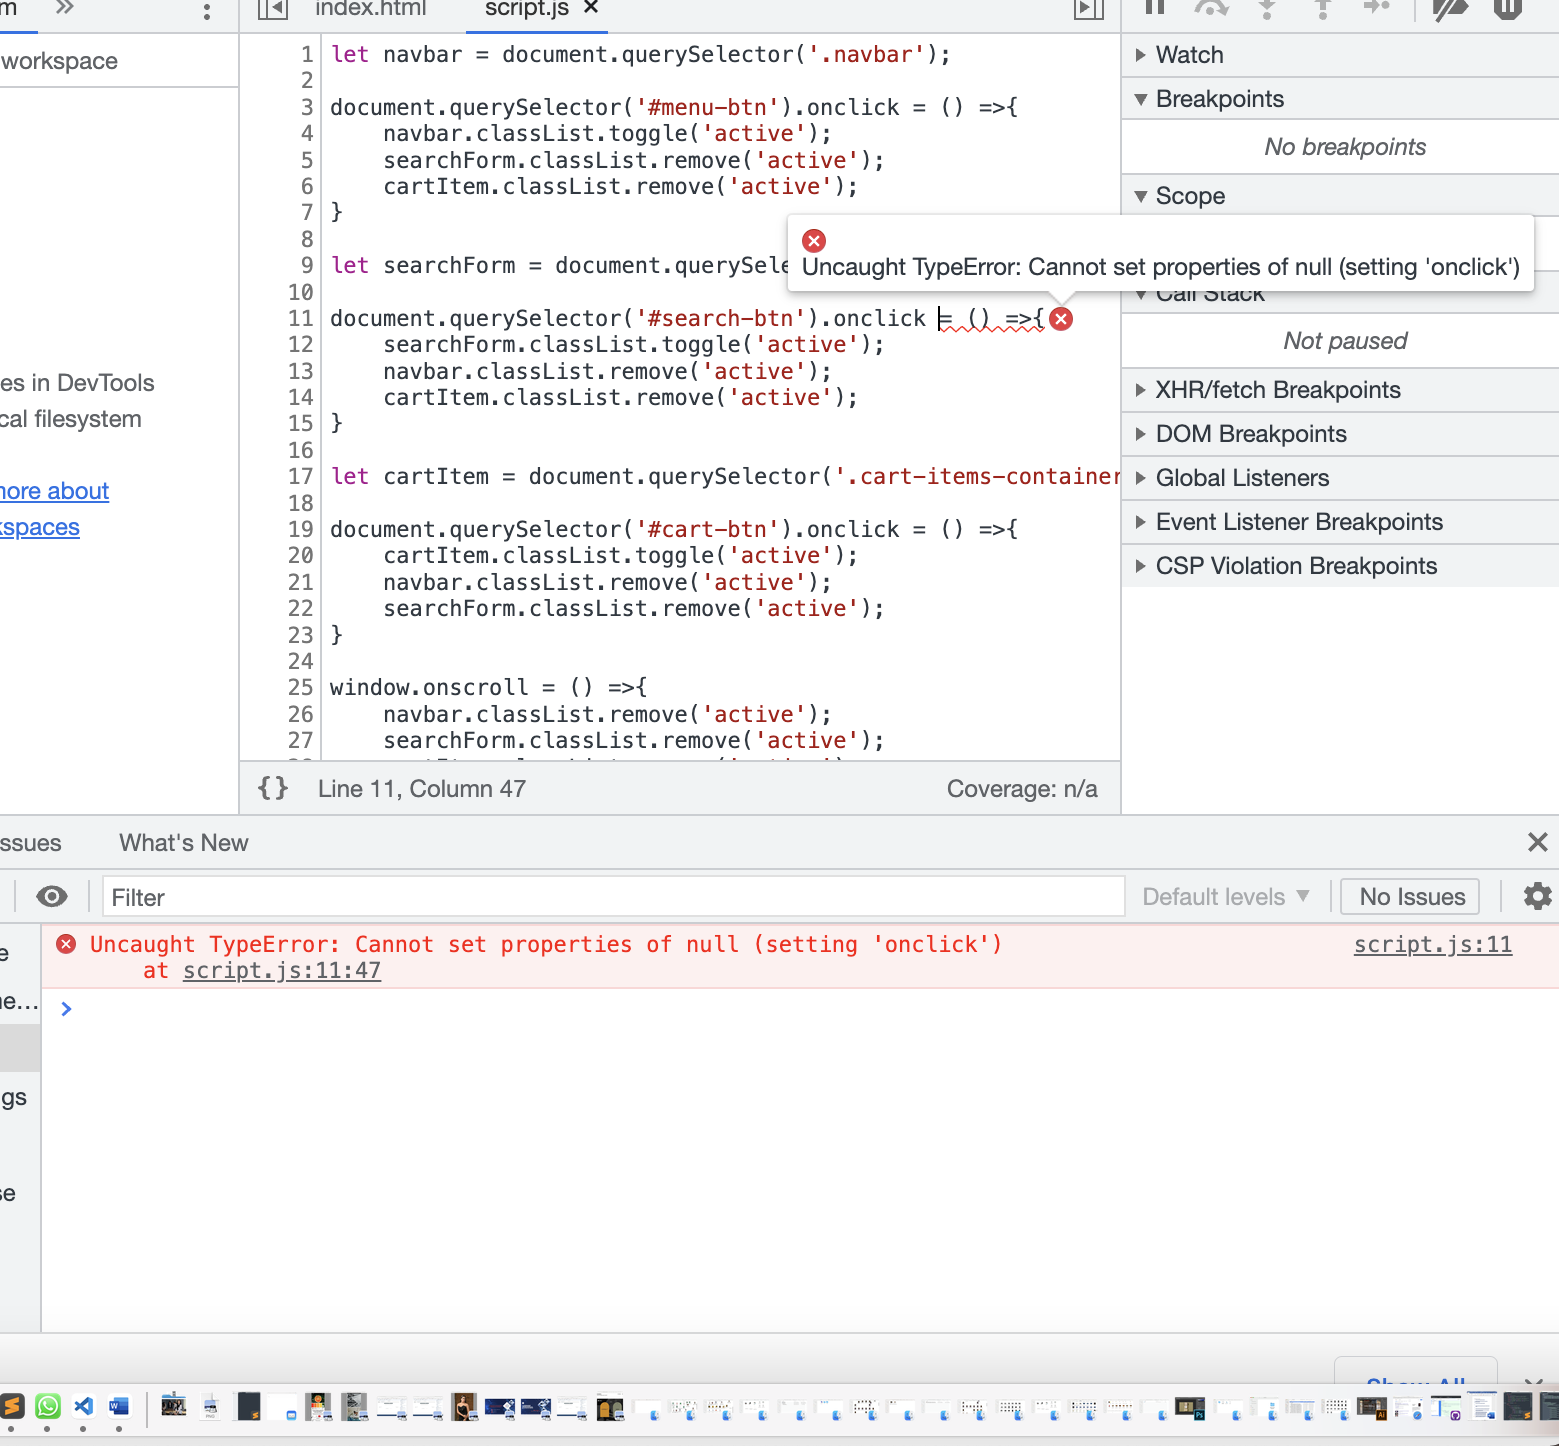 m
index.html
script.js
workspace
es in DevTools
cal filesystem
more about
kspaces
1 let navbar = document.querySelector('.navbar');
2
3 document.querySelector('#menu-btn').onclick = () =>{
4 navbar.classList.toggle('active');
5 searchForm.classList.remove('active');
6 cartItem.classList.remove('active');
7 }
8
9 let searchForm = document.querySele
10
11 document.querySelector('#search-btn').onclick = () =>{
12 searchForm.classList.toggle('active');
13 navbar.classList.remove('active');
14 cartItem.classList.remove('active');
15 }
16
17 let cartItem = document.querySelector('.cart-items-container
18
19 document.querySelector('#cart-btn').onclick = () =>{
20 cartItem.classList.toggle('active');
21 navbar.classList.remove('active');
22 searchForm.classList.remove('active');
23 }
24
25 window.onscroll = () =>{
26 navbar.classList.remove('active');
27 searchForm.classList.remove('active');
{} Line 11, Column 47
Coverage: n/a
Watch
Breakpoints
No breakpoints
Scope
Uncaught TypeError: Cannot set properties of null (setting 'onclick')
Call Stack
Not paused
XHR/fetch Breakpoints
DOM Breakpoints
Global Listeners
Event Listener Breakpoints
CSP Violation Breakpoints
ssues
What's New
Filter
Default levels
No Issues
e
ne...
gs
se
Uncaught TypeError: Cannot set properties of null (setting 'onclick')
script.js:11
at script.js:11:47
Show All